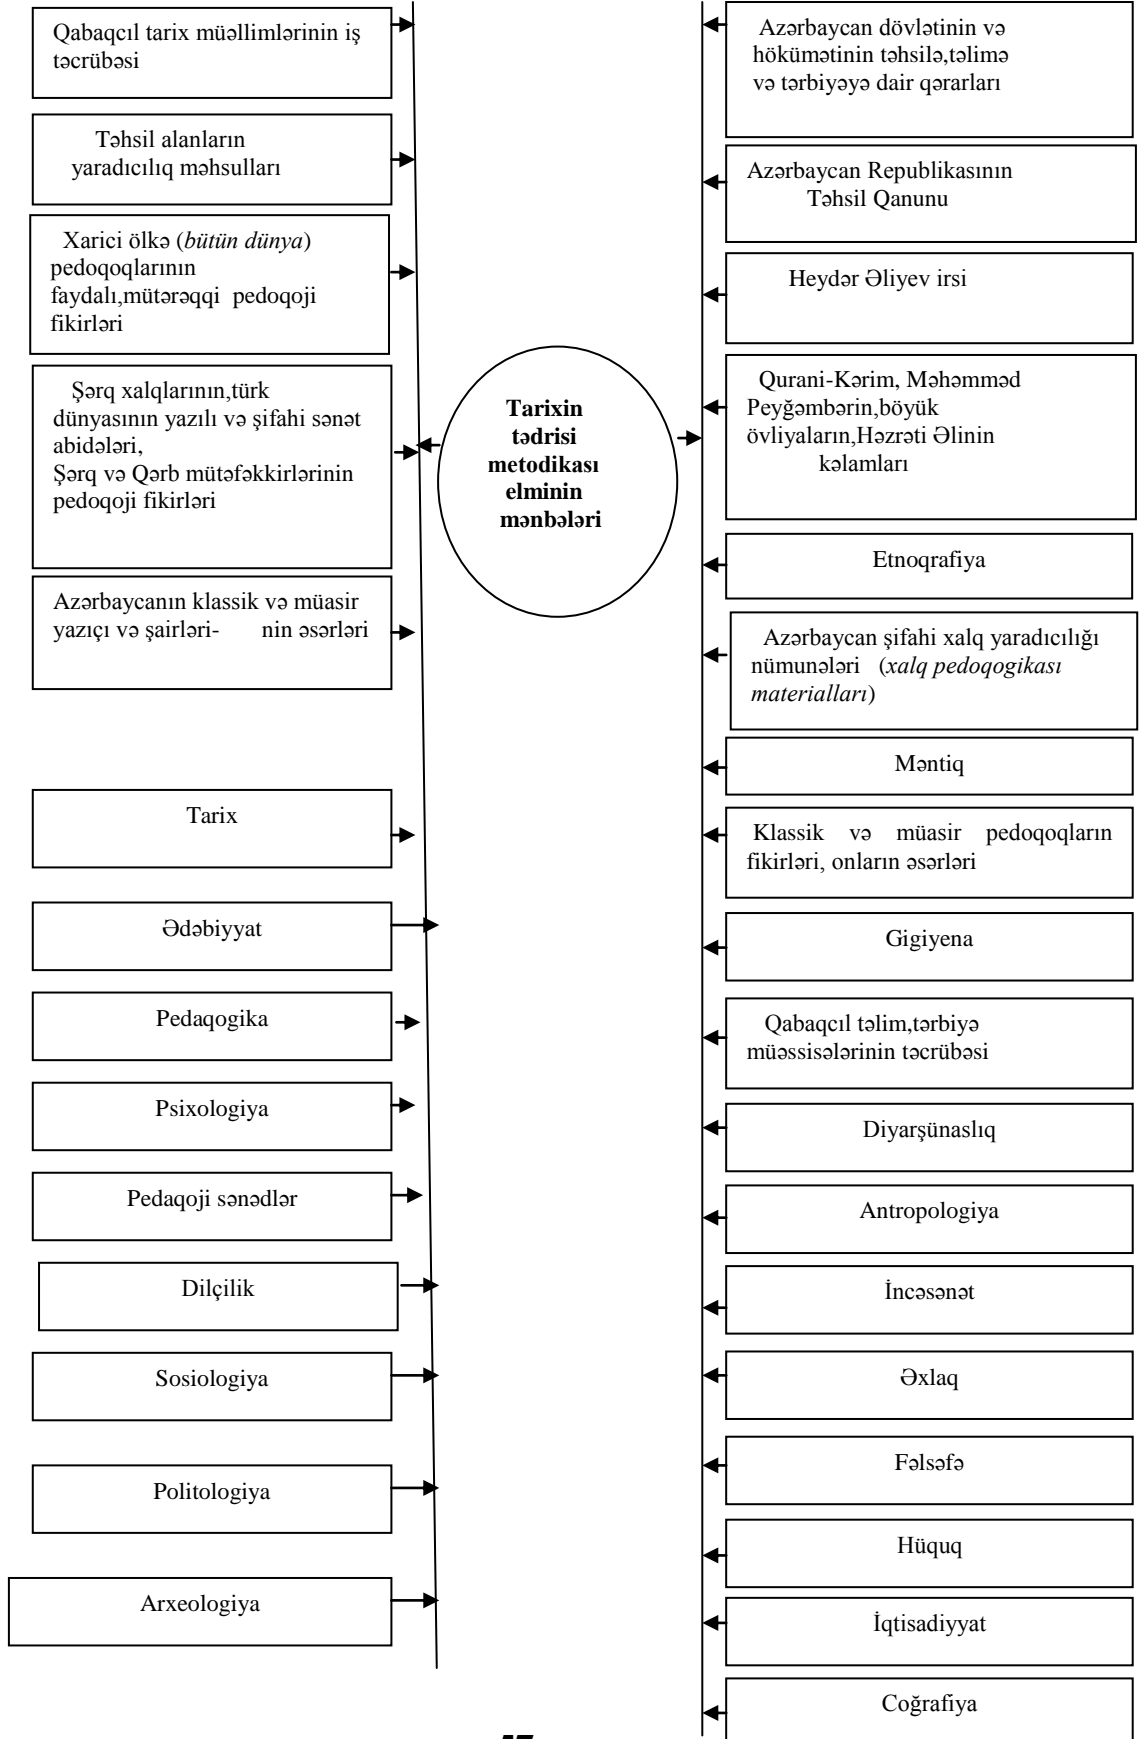 Qabaqcıl tarix müəllimlərinin iş
təcrübəsi
Təhsil alanların
yaradıcılıq məhsulları
Xarici ölkə (bütün dünya)
pedoqoqlarının
faydalı,mütərəqqi pedoqoji
fikirləri
Şərq xalqlarının,türk
dünyasının yazılı və şifahi sənət
abidələri,
Şərq və Qərb mütəfəkkirlərinin
pedoqoji fikirləri
Azərbaycanın klassik və müasir
yazıçı və şairləri- nin əsərləri
Tarix
Ədəbiyyat
Pedaqogika
Psixologiya
Pedaqoji sənədlər
Dilçilik
Sosiologiya
Politologiya
Arxeologiya
Tarixin
tədrisi
metodikası
elminin
mənbələri
Azərbaycan dövlətinin və
hökümətinin təhsilə,təlimə
və tərbiyəyə dair qərarları
Azərbaycan Republikasının
Təhsil Qanunu
Heydər Əliyev irsi
Qurani-Kərim, Məhəmməd
Peyğəmbərin,böyük
övliyaların,Həzrəti Əlinin
kəlamları
Etnoqrafiya
Azərbaycan şifahi xalq yaradıcılığı
nümunələri (xalq pedoqogikası
materialları)
Məntiq
Klassik və müasir pedoqoqların
fikirləri, onların əsərləri
Gigiyena
Qabaqcıl təlim,tərbiyə
müəssisələrinin təcrübəsi
Diyarşünaslıq
Antropologiya
İncəsənət
Əxlaq
Fəlsəfə
Hüquq
İqtisadiyyat
Coğrafiya